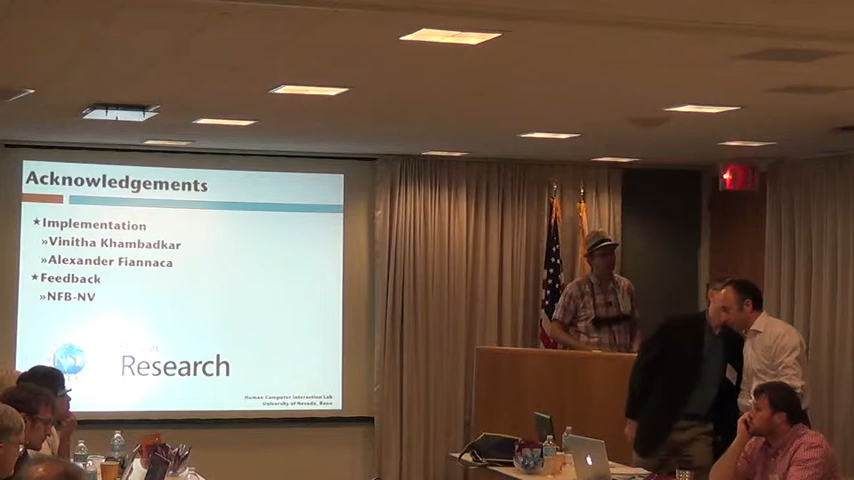 Acknowledgements
★Implementation
»Vinitha Khambadkar
»Alexander Fiannaca
★Feedback
»NFB-NV
Research
Human Computer Interaction Lab
University of Nevada, Reno